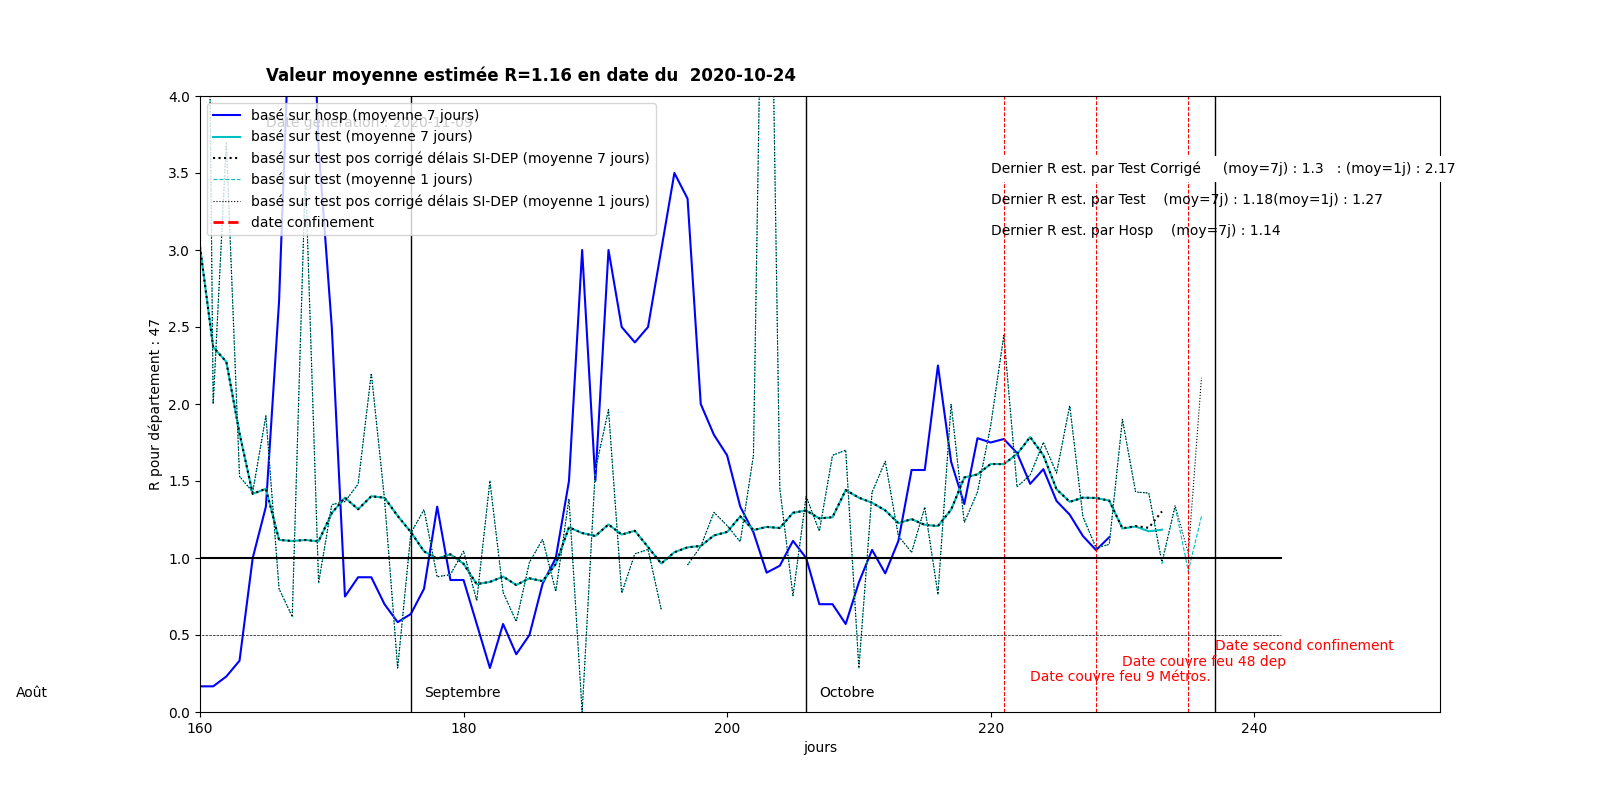 Valeur moyenne estimée R=1.16 en date du  2020-10-24
Date génération : 2020-11-09
basé sur hosp (moyenne 7 jours)
basé sur test (moyenne 7 jours)
basé sur test pos corrigé délais SI-DEP (moyenne 7 jours)
basé sur test (moyenne 1 jours)
basé sur test pos corrigé délais SI-DEP (moyenne 1 jours)
date confinement
Dernier R est. par Test Corrigé     (moy=7j) : 1.3   : (moy=1j) : 2.17
Dernier R est. par Test    (moy=7j) : 1.18(moy=1j) : 1.27
Dernier R est. par Hosp    (moy=7j) : 1.14
4.0
3.5
3.0
2.5
2.0
1.5
1.0
0.5
0.0
R pour département : 47
Date second confinement
Date couvre feu 48 dep
Date couvre feu 9 Métros.
Août
Septembre
Octobre
160
180
200
220
240
jours